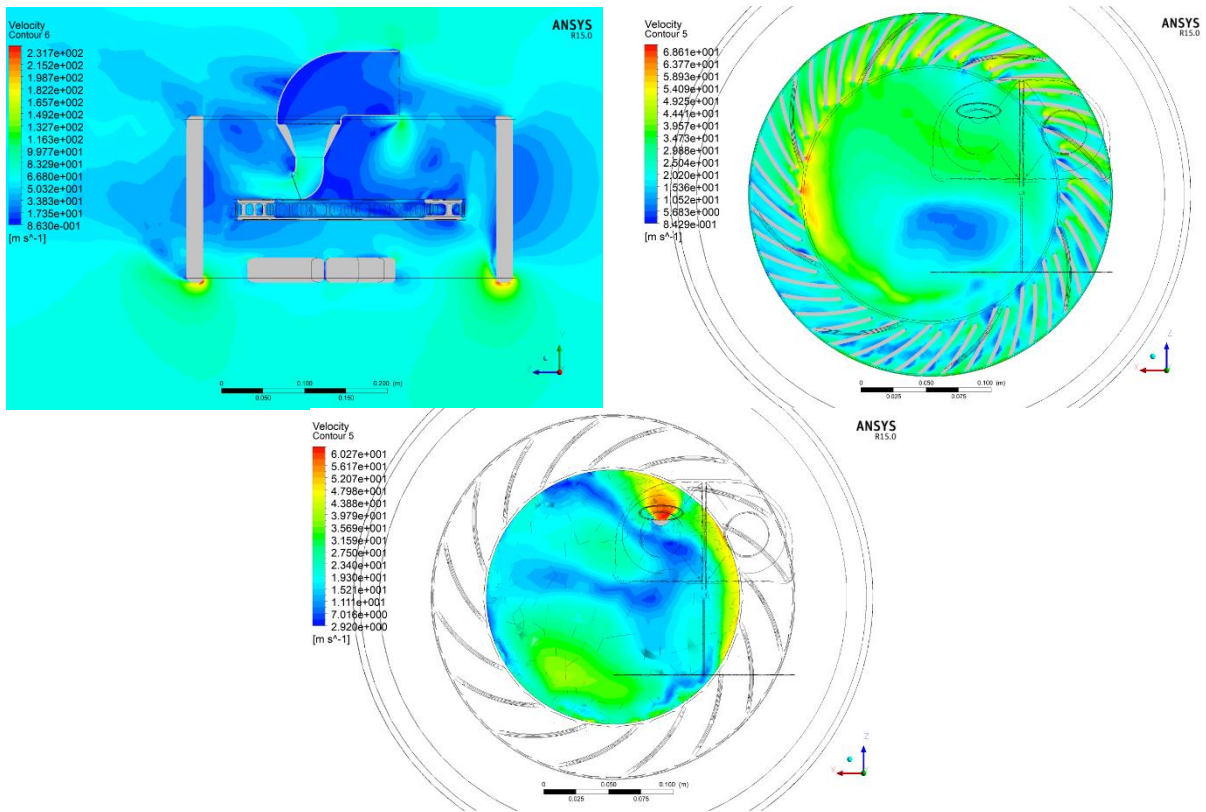 Velocity
Contour 6
2.317e+002
2.152e+002
1.987e+002
1.822e+002
1.657e+002
1.492e+002
1.327e+002
1.163e+002
9.977e+001
8.329e+001
6.680e+001
5.032e+001
3.383e+001
1.735e+001
8.630e-001
[m s^-1]
ANSYS
R15.0
0 0.100 0.200 (m)
0.050 0.150
Velocity
Contour 5
6.861e+001
6.377e+001
5.893e+001
5.409e+001
4.925e+001
4.441e+001
3.957e+001
3.473e+001
2.988e+001
2.504e+001
2.020e+001
1.536e+001
1.052e+001
5.683e+000
8.429e-001
[m s^-1]
ANSYS
R15.0
Z
0 0.050 0.100 (m)
0.025 0.075
Velocity
Contour 5
6.027e+001
5.617e+001
5.207e+001
4.798e+001
4.388e+001
3.979e+001
3.569e+001
3.159e+001
2.750e+001
2.340e+001
1.930e+001
1.521e+001
1.111e+001
7.016e+000
2.920e+000
[m s^-1]
ANSYS
R15.0
Z
0 0.050 0.100 (m)
0.025 0.075